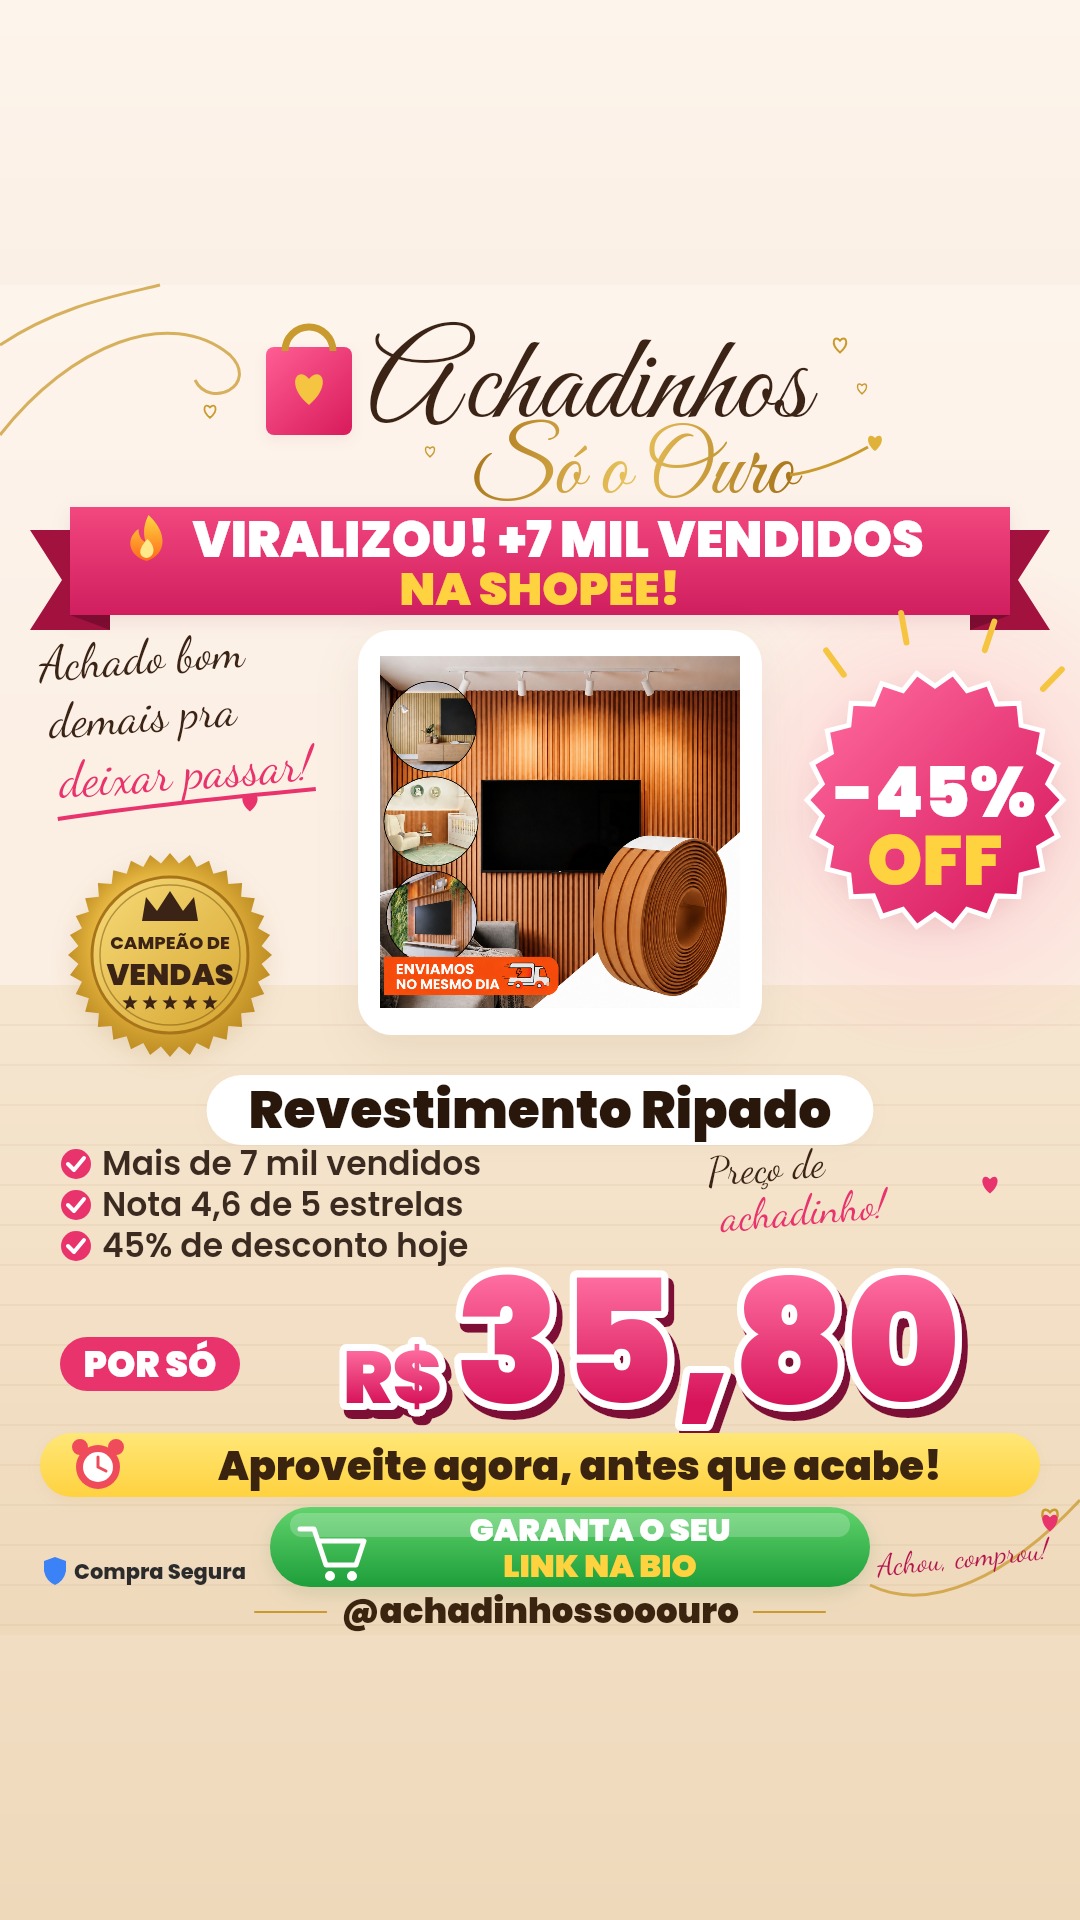 Achadinhos
Só o Ouro
VIRALIZOU! +7 MIL VENDIDOS
NA SHOPEE!
Achado bom
demais pra
deixar passar!
-45%
OFF
CAMPEÃO DE
VENDAS
ENVIAMOS
NO MESMO DIA
Revestimento Ripado
Mais de 7 mil vendidos
Nota 4,6 de 5 estrelas
45% de desconto hoje
Preço de
achadinho!
POR SÓ
R$ 35,80
Aproveite agora, antes que acabe!
Compra Segura
GARANTA O SEU
LINK NA BIO
Achou, comprou!
@achadinhossooouro